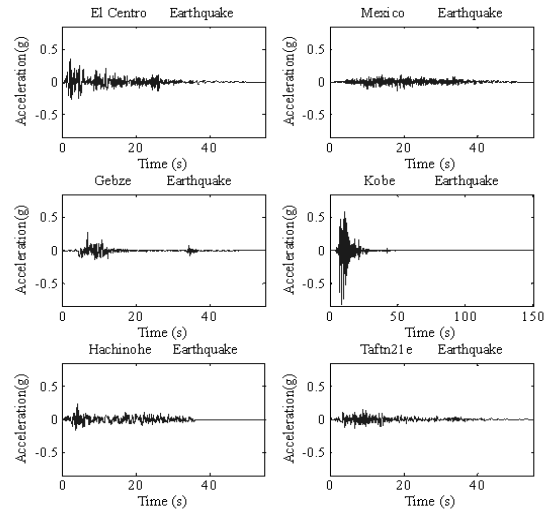 El Centro Earthquake
Acceleration(g)
0.5
0
-0.5
0 20 40
Time (s)
Mexico Earthquake
Acceleration(g)
0.5
0
-0.5
0 20 40
Time (s)
Gebze Earthquake
Acceleration(g)
0.5
0
-0.5
0 20 40
Time (s)
Kobe Earthquake
Acceleration(g)
0.5
0
-0.5
0 50 100 150
Time (s)
Hachinohe Earthquake
Acceleration(g)
0.5
0
-0.5
0 20 40
Time (s)
Taftn21e Earthquake
Acceleration(g)
0.5
0
-0.5
0 20 40
Time (s)